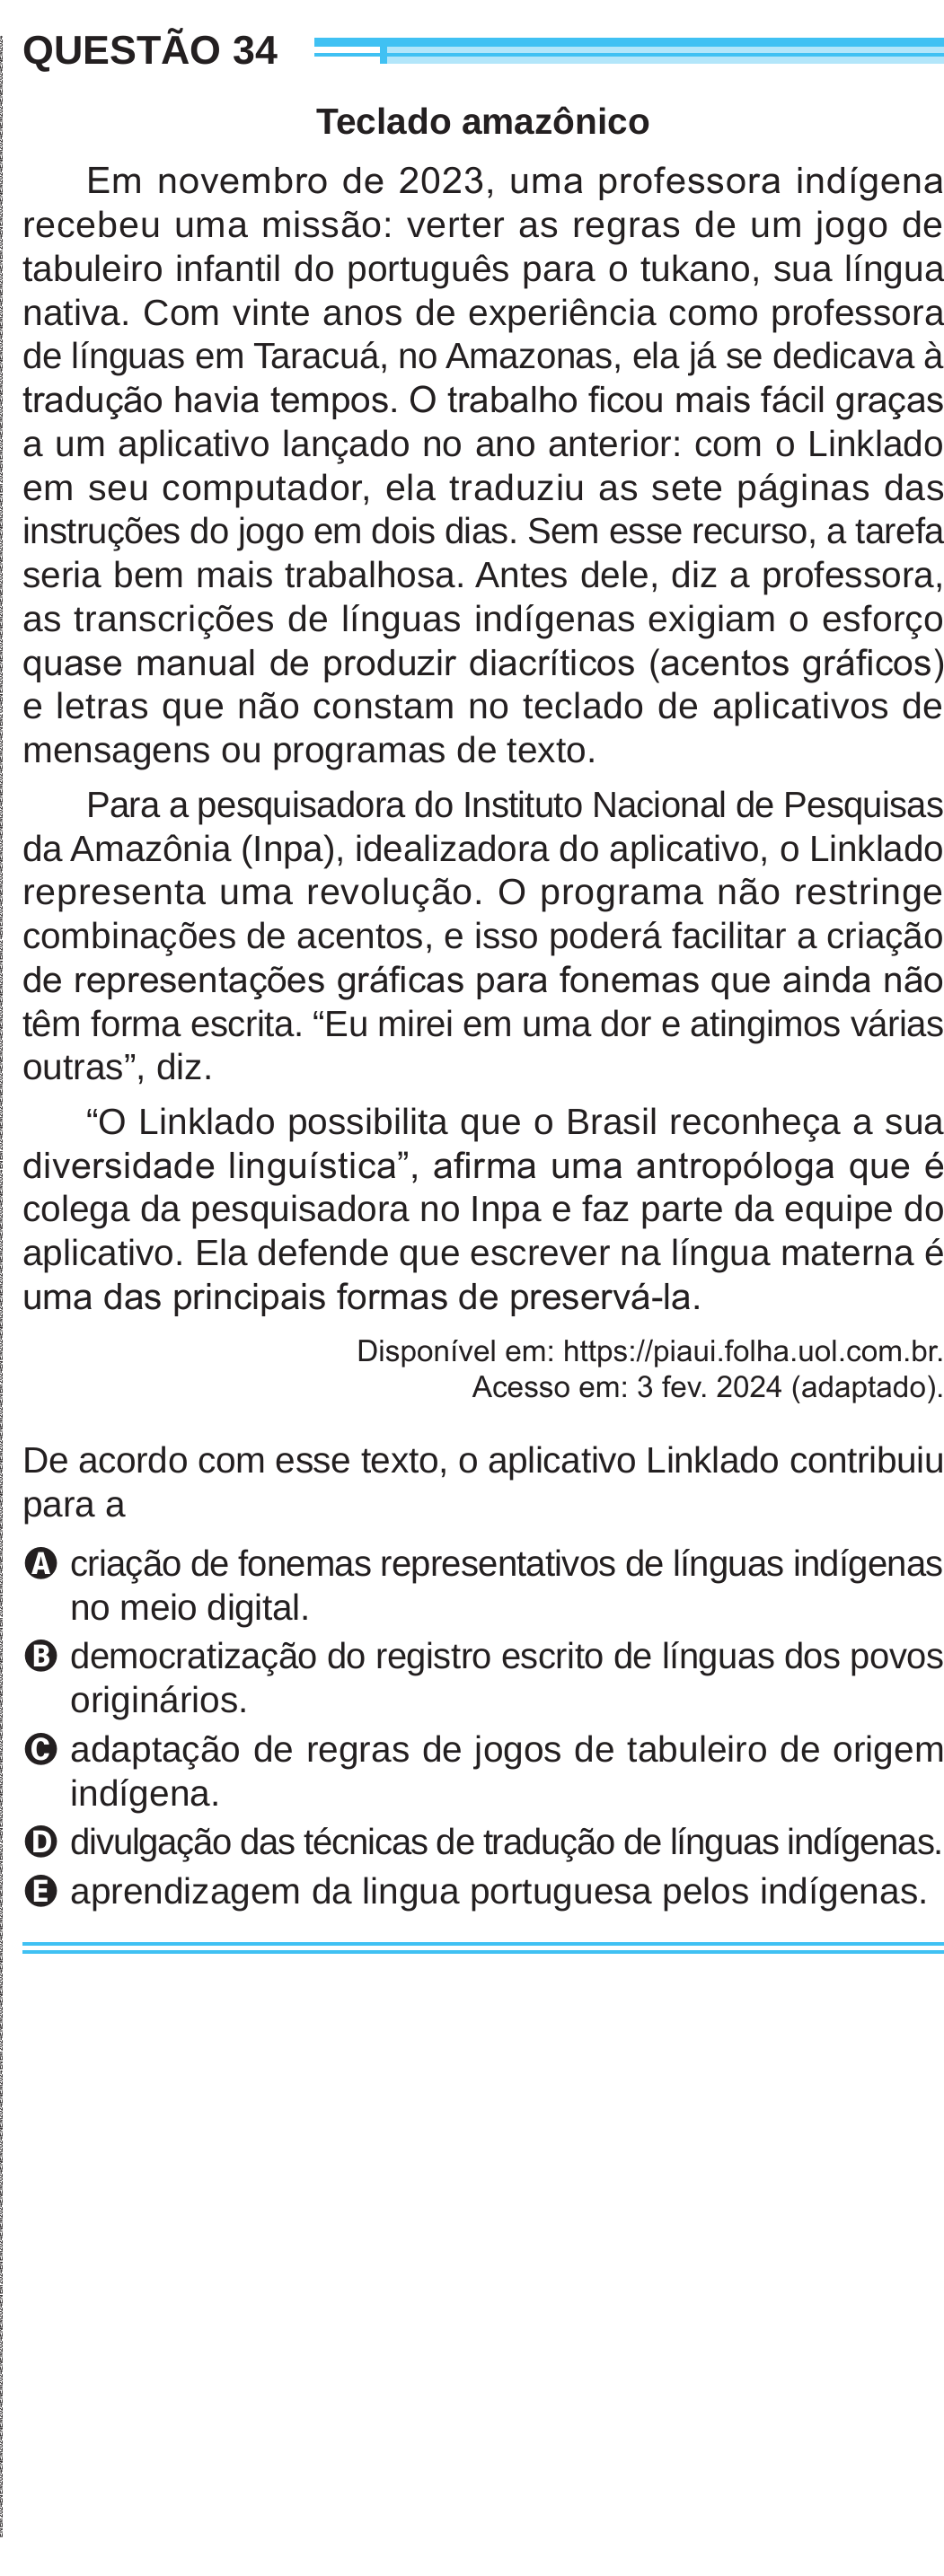 QUESTÃO 34
Teclado amazônico
Em novembro de 2023, uma professora indígena
recebeu uma missão: verter as regras de um jogo de
tabuleiro infantil do português para o tukano, sua língua
nativa. Com vinte anos de experiência como professora
de línguas em Taracuá, no Amazonas, ela já se dedicava à
tradução havia tempos. O trabalho ficou mais fácil graças
a um aplicativo lançado no ano anterior: com o Linklado
em seu computador, ela traduziu as sete páginas das
instruções do jogo em dois dias. Sem esse recurso, a tarefa
seria bem mais trabalhosa. Antes dele, diz a professora,
as transcrições de línguas indígenas exigiam o esforço
quase manual de produzir diacríticos (acentos gráficos)
e letras que não constam no teclado de aplicativos de
mensagens ou programas de texto.
Para a pesquisadora do Instituto Nacional de Pesquisas
da Amazônia (Inpa), idealizadora do aplicativo, o Linklado
representa uma revolução. O programa não restringe
combinações de acentos, e isso poderá facilitar a criação
de representações gráficas para fonemas que ainda não
têm forma escrita. “Eu mirei em uma dor e atingimos várias
outras”, diz.
“O Linklado possibilita que o Brasil reconheça a sua
diversidade linguística”, afirma uma antropóloga que é
colega da pesquisadora no Inpa e faz parte da equipe do
aplicativo. Ela defende que escrever na língua materna é
uma das principais formas de preservá-la.
Disponível em: https://piaui.folha.uol.com.br.
Acesso em: 3 fev. 2024 (adaptado).
De acordo com esse texto, o aplicativo Linklado contribuiu
para a
A criação de fonemas representativos de línguas indígenas
no meio digital.
B democratização do registro escrito de línguas dos povos
originários.
C adaptação de regras de jogos de tabuleiro de origem
indígena.
D divulgação das técnicas de tradução de línguas indígenas.
E aprendizagem da lingua portuguesa pelos indígenas.